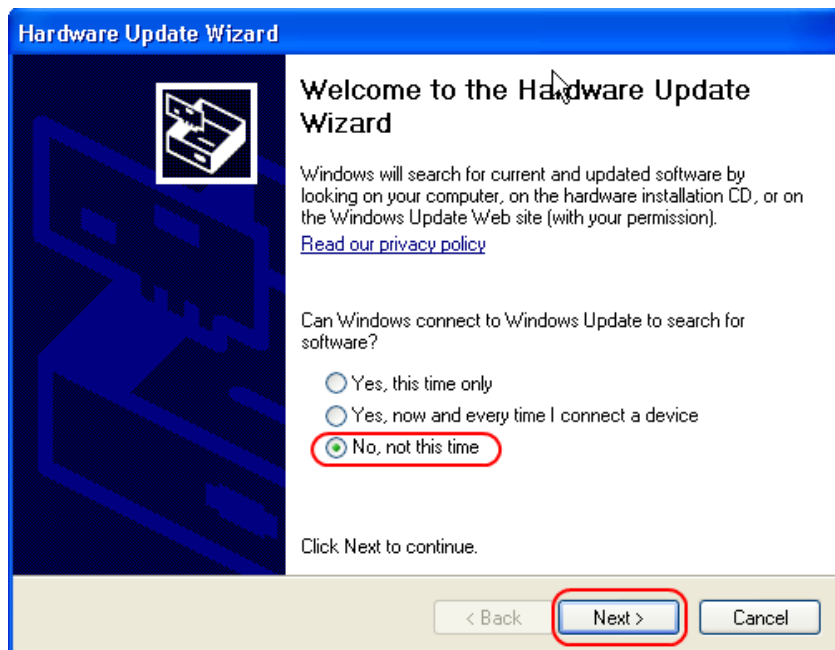 Hardware Update Wizard
Welcome to the Hardware Update
Wizard
Windows will search for current and updated software by
looking on your computer, on the hardware installation CD, or on
the Windows Update Web site (with your permission).
Read our privacy policy
Can Windows connect to Windows Update to search for
software?
Yes, this time only
Yes, now and every time I connect a device
No, not this time
Click Next to continue.
< Back Next > Cancel